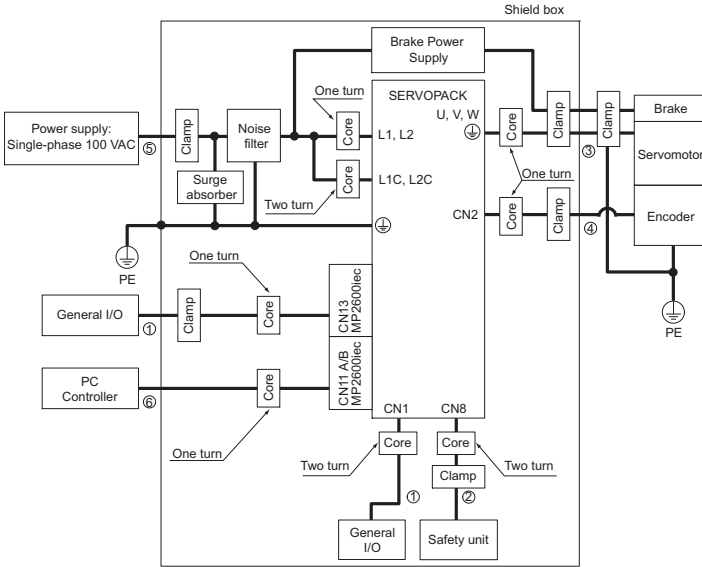 Shield box
Brake Power
Supply
SERVOPACK
U, V, W
One turn
Core
L1, L2
Clamp
Noise
filter
Power supply:
Single-phase 100 VAC
⑤
Surge
absorber
Core
L1C, L2C
Two turn
Core
Clamp
Clamp
③
Brake
Servomotor
One turn
CN2
Core
Clamp
④
Encoder
PE
PE
One turn
General I/O
①
Clamp
Core
CN13
MP2600iec
PC
Controller
⑥
Core
CN11 A/B
MP2600iec
One turn
CN1
CN8
Two turn
Core
Core
Two turn
Clamp
①
②
General
I/O
Safety unit